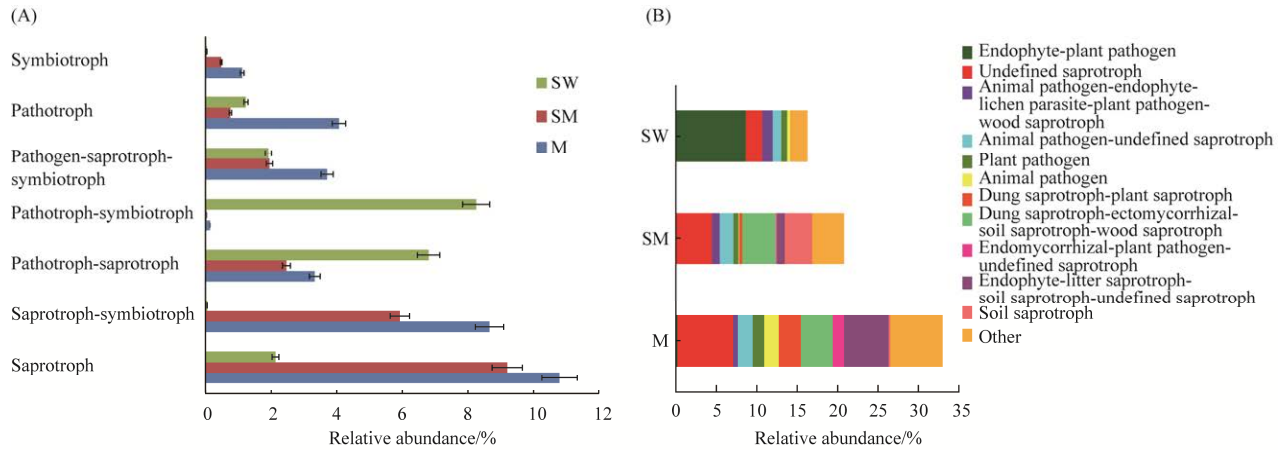 (A)
Symbiotroph
Pathotroph
Pathogen-saprotroph-
symbiotroph
Pathotroph-symbiotroph
Pathotroph-saprotroph
Saprotroph-symbiotroph
Saprotroph
SW
SM
M
0 2 4 6 8 10 12
Relative abundance/%
(B)
SW
SM
M
0 5 10 15 20 25 30 35
Relative abundance/%
Endophyte-plant pathogen
Undefined saprotroph
Animal pathogen-endophyte-
lichen parasite-plant pathogen-
wood saprotroph
Animal pathogen-undefined saprotroph
Plant pathogen
Animal pathogen
Dung saprotroph-plant saprotroph
Dung saprotroph-ectomycorrhizal-
soil saprotroph-wood saprotroph
Endomycorrhizal-plant pathogen-
undefined saprotroph
Endophyte-litter saprotroph-
soil saprotroph-undefined saprotroph
Soil saprotroph
Other